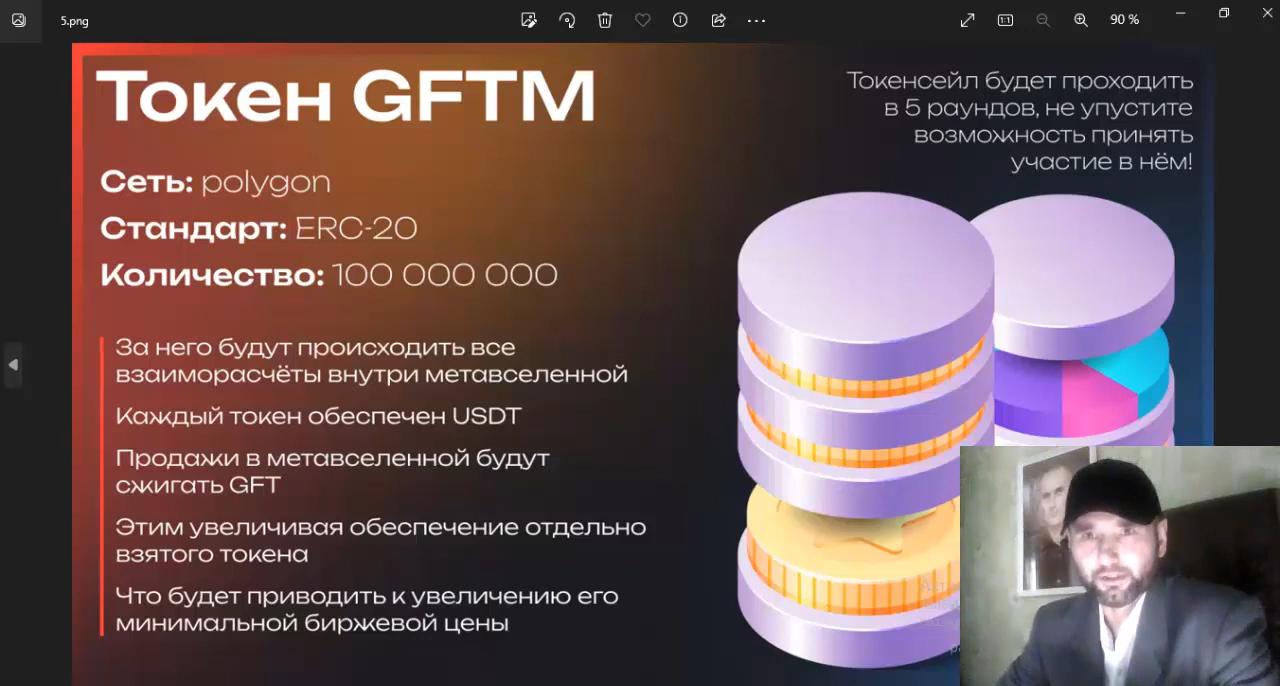 5.png
90 %
Токен GFTM
Токенсейл будет проходить
в 5 раундов, не упустите
возможность принять
участие в нём!
Сеть: polygon
Стандарт: ERC-20
Количество: 100 000 000
За него будут происходить все
взаиморасчёты внутри метавселенной
Каждый токен обеспечен USDT
Продажи в метавселенной будут
сжигать GFT
Этим увеличивая обеспечение отдельно
взятого токена
Что будет приводить к увеличению его
минимальной биржевой цены